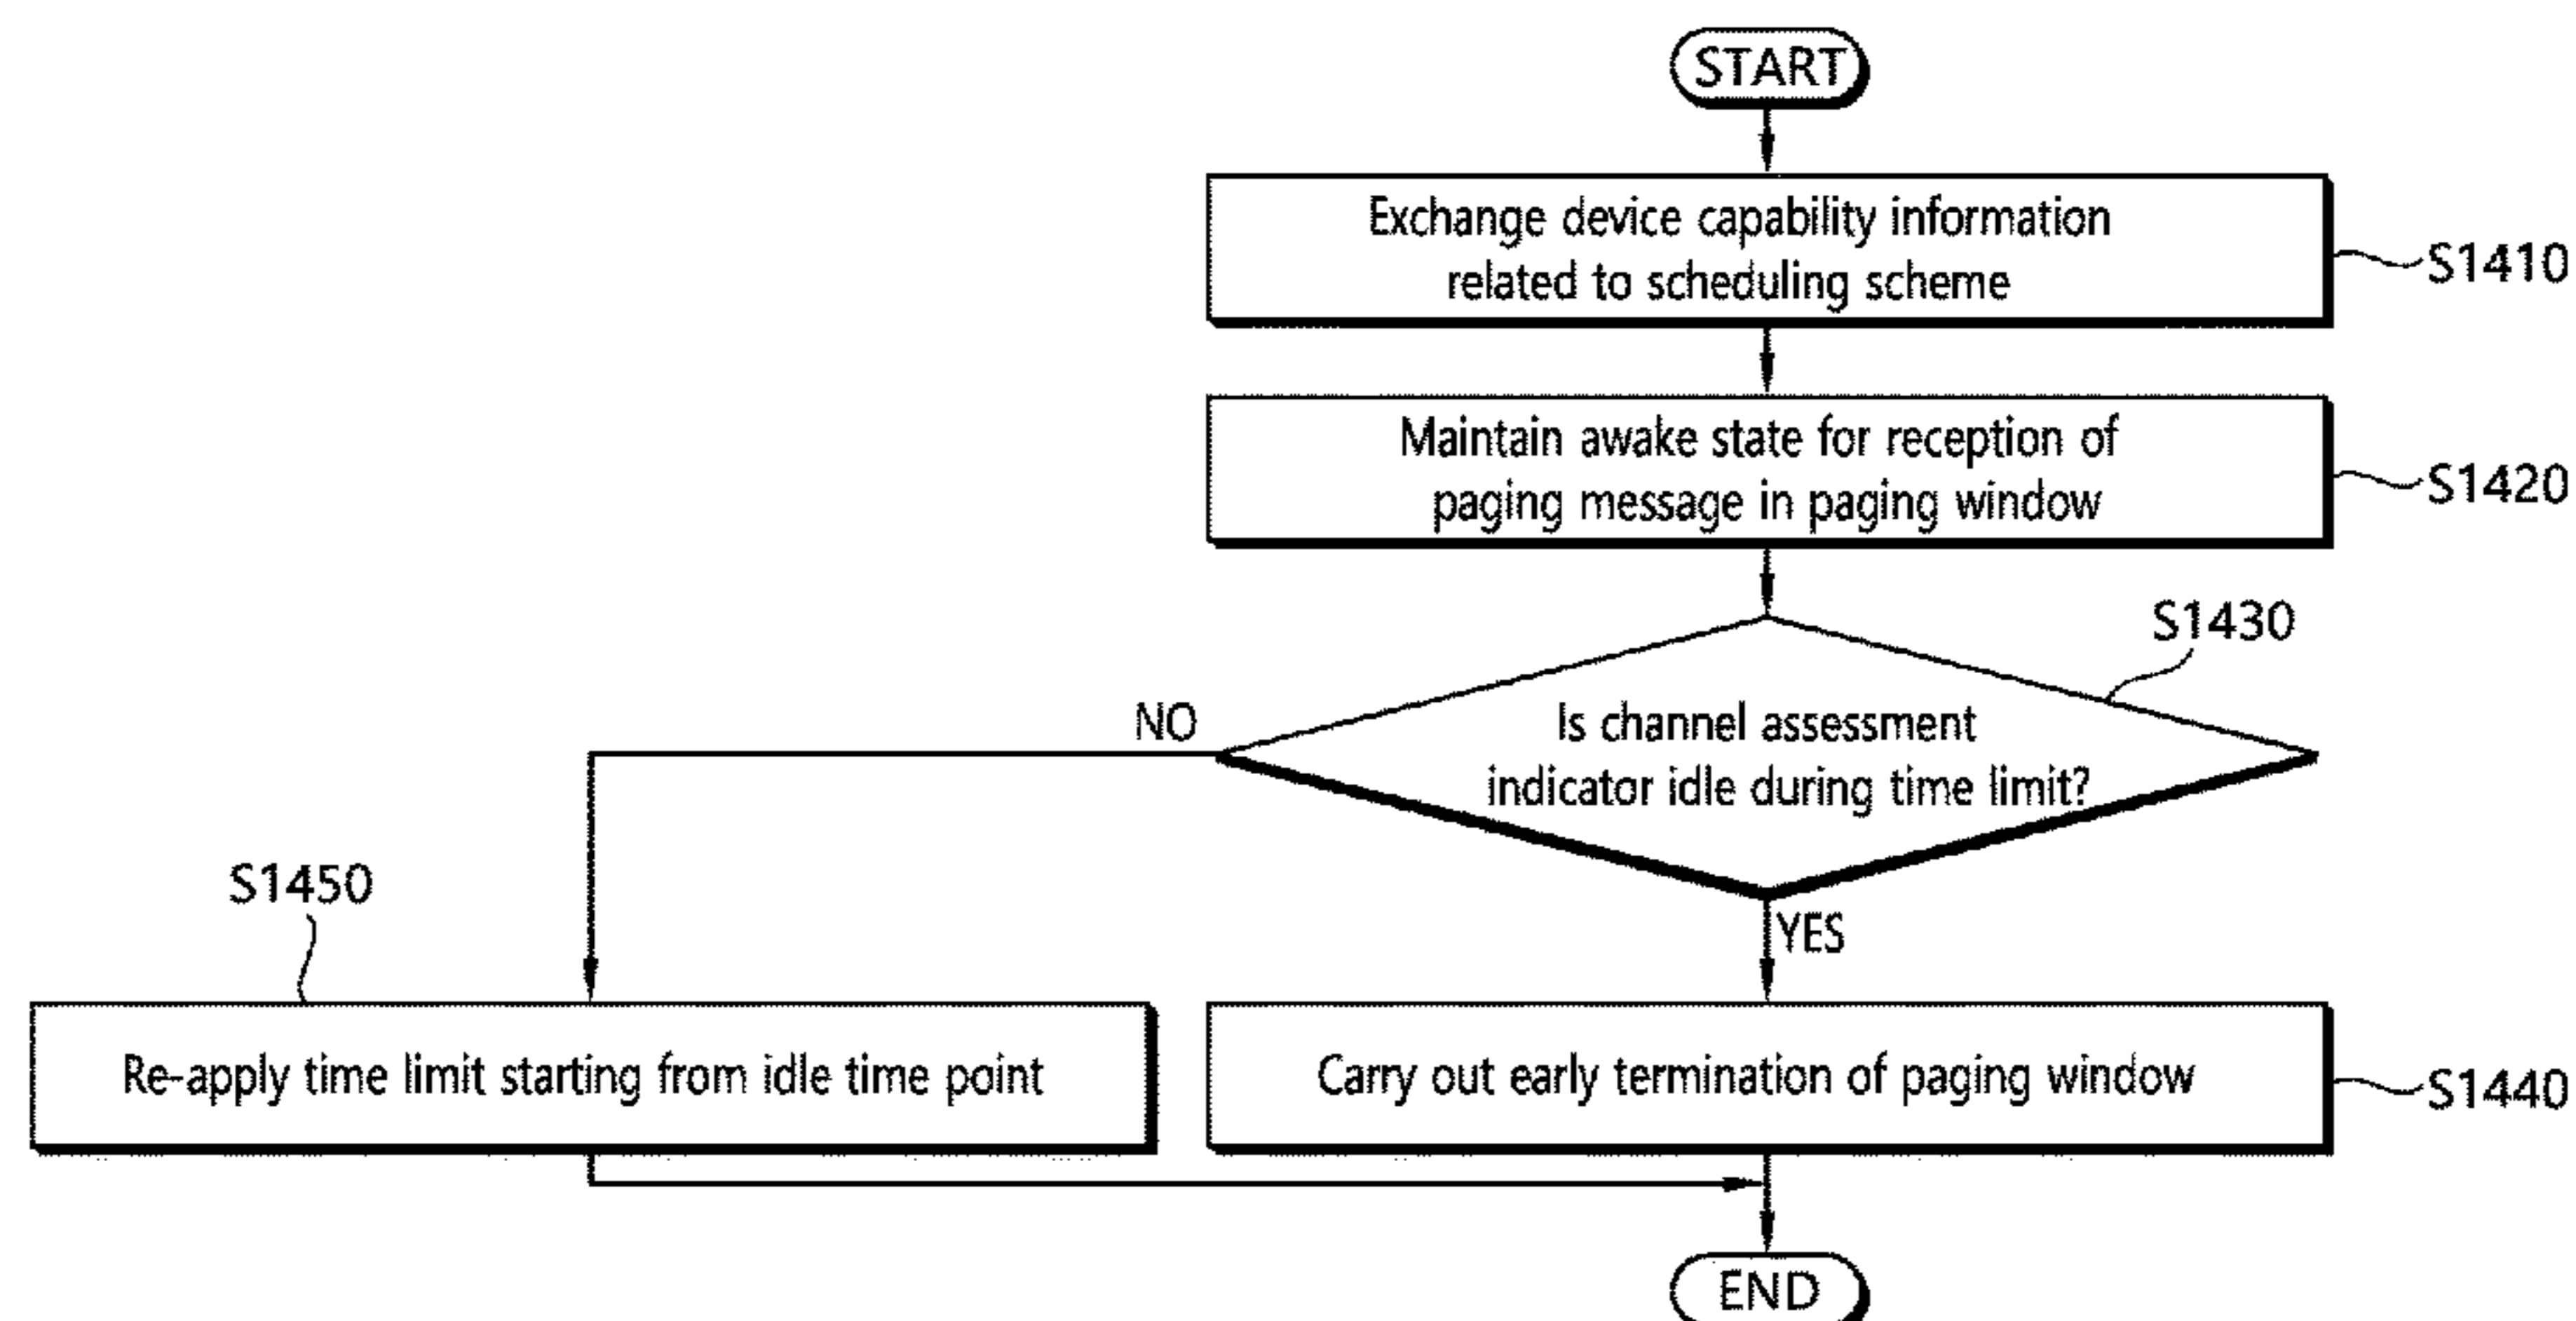 START
Exchange device capability information
related to scheduling scheme
S1410
Maintain awake state for reception of
paging message in paging window
S1420
S1430
Is channel assessment
indicator idle during time limit?
NO
YES
S1450
Re-apply time limit starting from idle time point
Carry out early termination of paging window
S1440
END